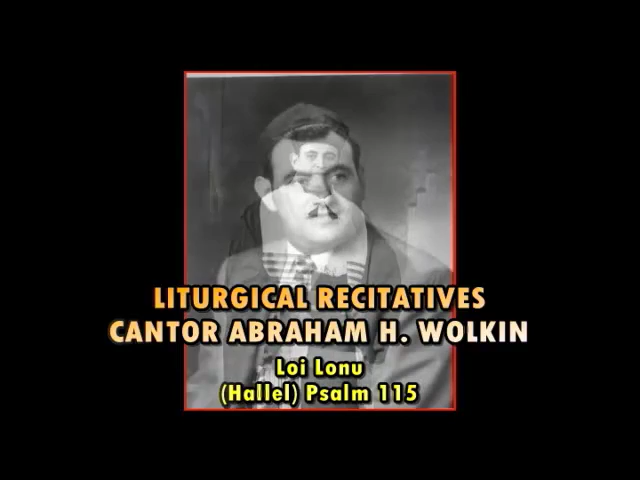 LITURGICAL RECITATIVES
CANTOR ABRAHAM H. WOLKIN
Loi Lonu
(Hallel) Psalm 115